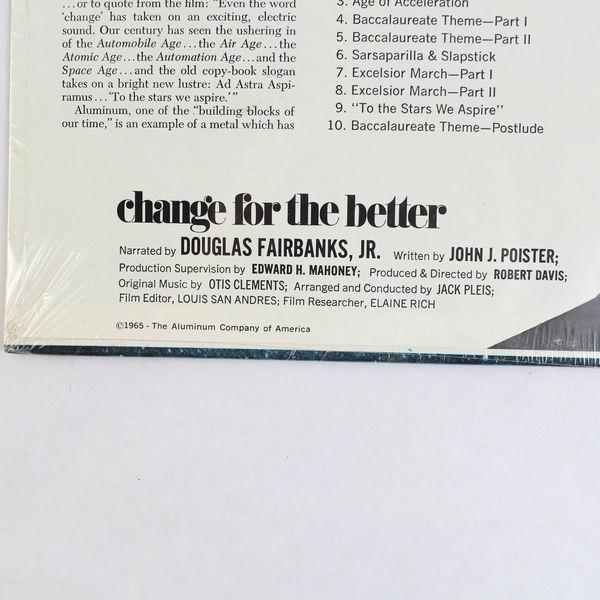 ...or to quote from the film: "Even the word
'change' has taken on an exciting, electric
sound. Our century has seen the ushering in
of the Automobile Age...the Air Age...the
Atomic Age...the Automation Age...and the
Space Age...and the old copy-book slogan
takes on a bright new lustre: Ad Astra Aspi-
ramus...'To the stars we aspire.'"
Aluminum, one of the "building blocks of
our time," is an example of a metal which has
3. Age of Acceleration
4. Baccalaureate Theme—Part I
5. Baccalaureate Theme—Part II
6. Sarsaparilla & Slapstick
7. Excelsior March—Part I
8. Excelsior March—Part II
9. "To the Stars We Aspire"
10. Baccalaureate Theme—Postlude
change for the better
Narrated by DOUGLAS FAIRBANKS, JR. Written by JOHN J. POISTER;
Production Supervision by EDWARD H. MAHONEY; Produced & Directed by ROBERT DAVIS;
Original Music by OTIS CLEMENTS; Arranged and Conducted by JACK PLEIS;
Film Editor, LOUIS SAN ANDRES; Film Researcher, ELAINE RICH
©1965 - The Aluminum Company of America